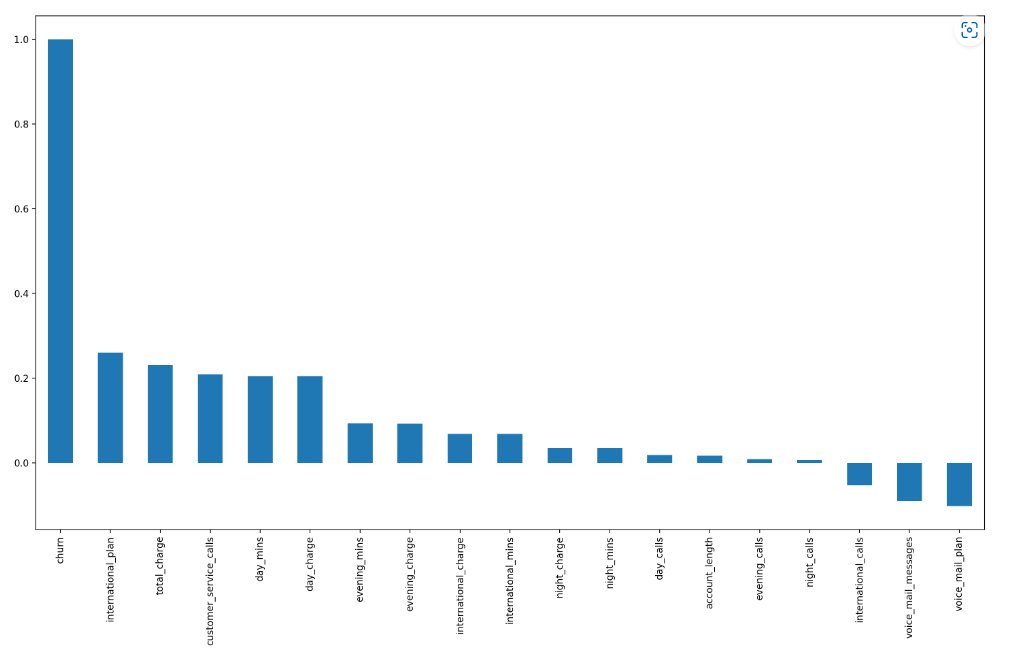 1.0
0.8
0.6
0.4
0.2
0.0
churn
international_plan
total_charge
customer_service_calls
day_mins
day_charge
evening_mins
evening_charge
international_charge
international_mins
night_charge
night_mins
day_calls
account_length
evening_calls
night_calls
international_calls
voice_mail_messages
voice_mail_plan